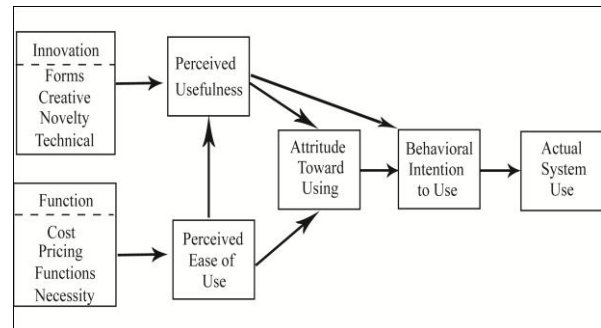 Innovation
Forms
Creative
Novelty
Technical
Perceived
Usefulness
Attritude
Toward
Using
Behavioral
Intention
to Use
Actual
System
Use
Function
Cost
Pricing
Functions
Necessity
Perceived
Ease of
Use